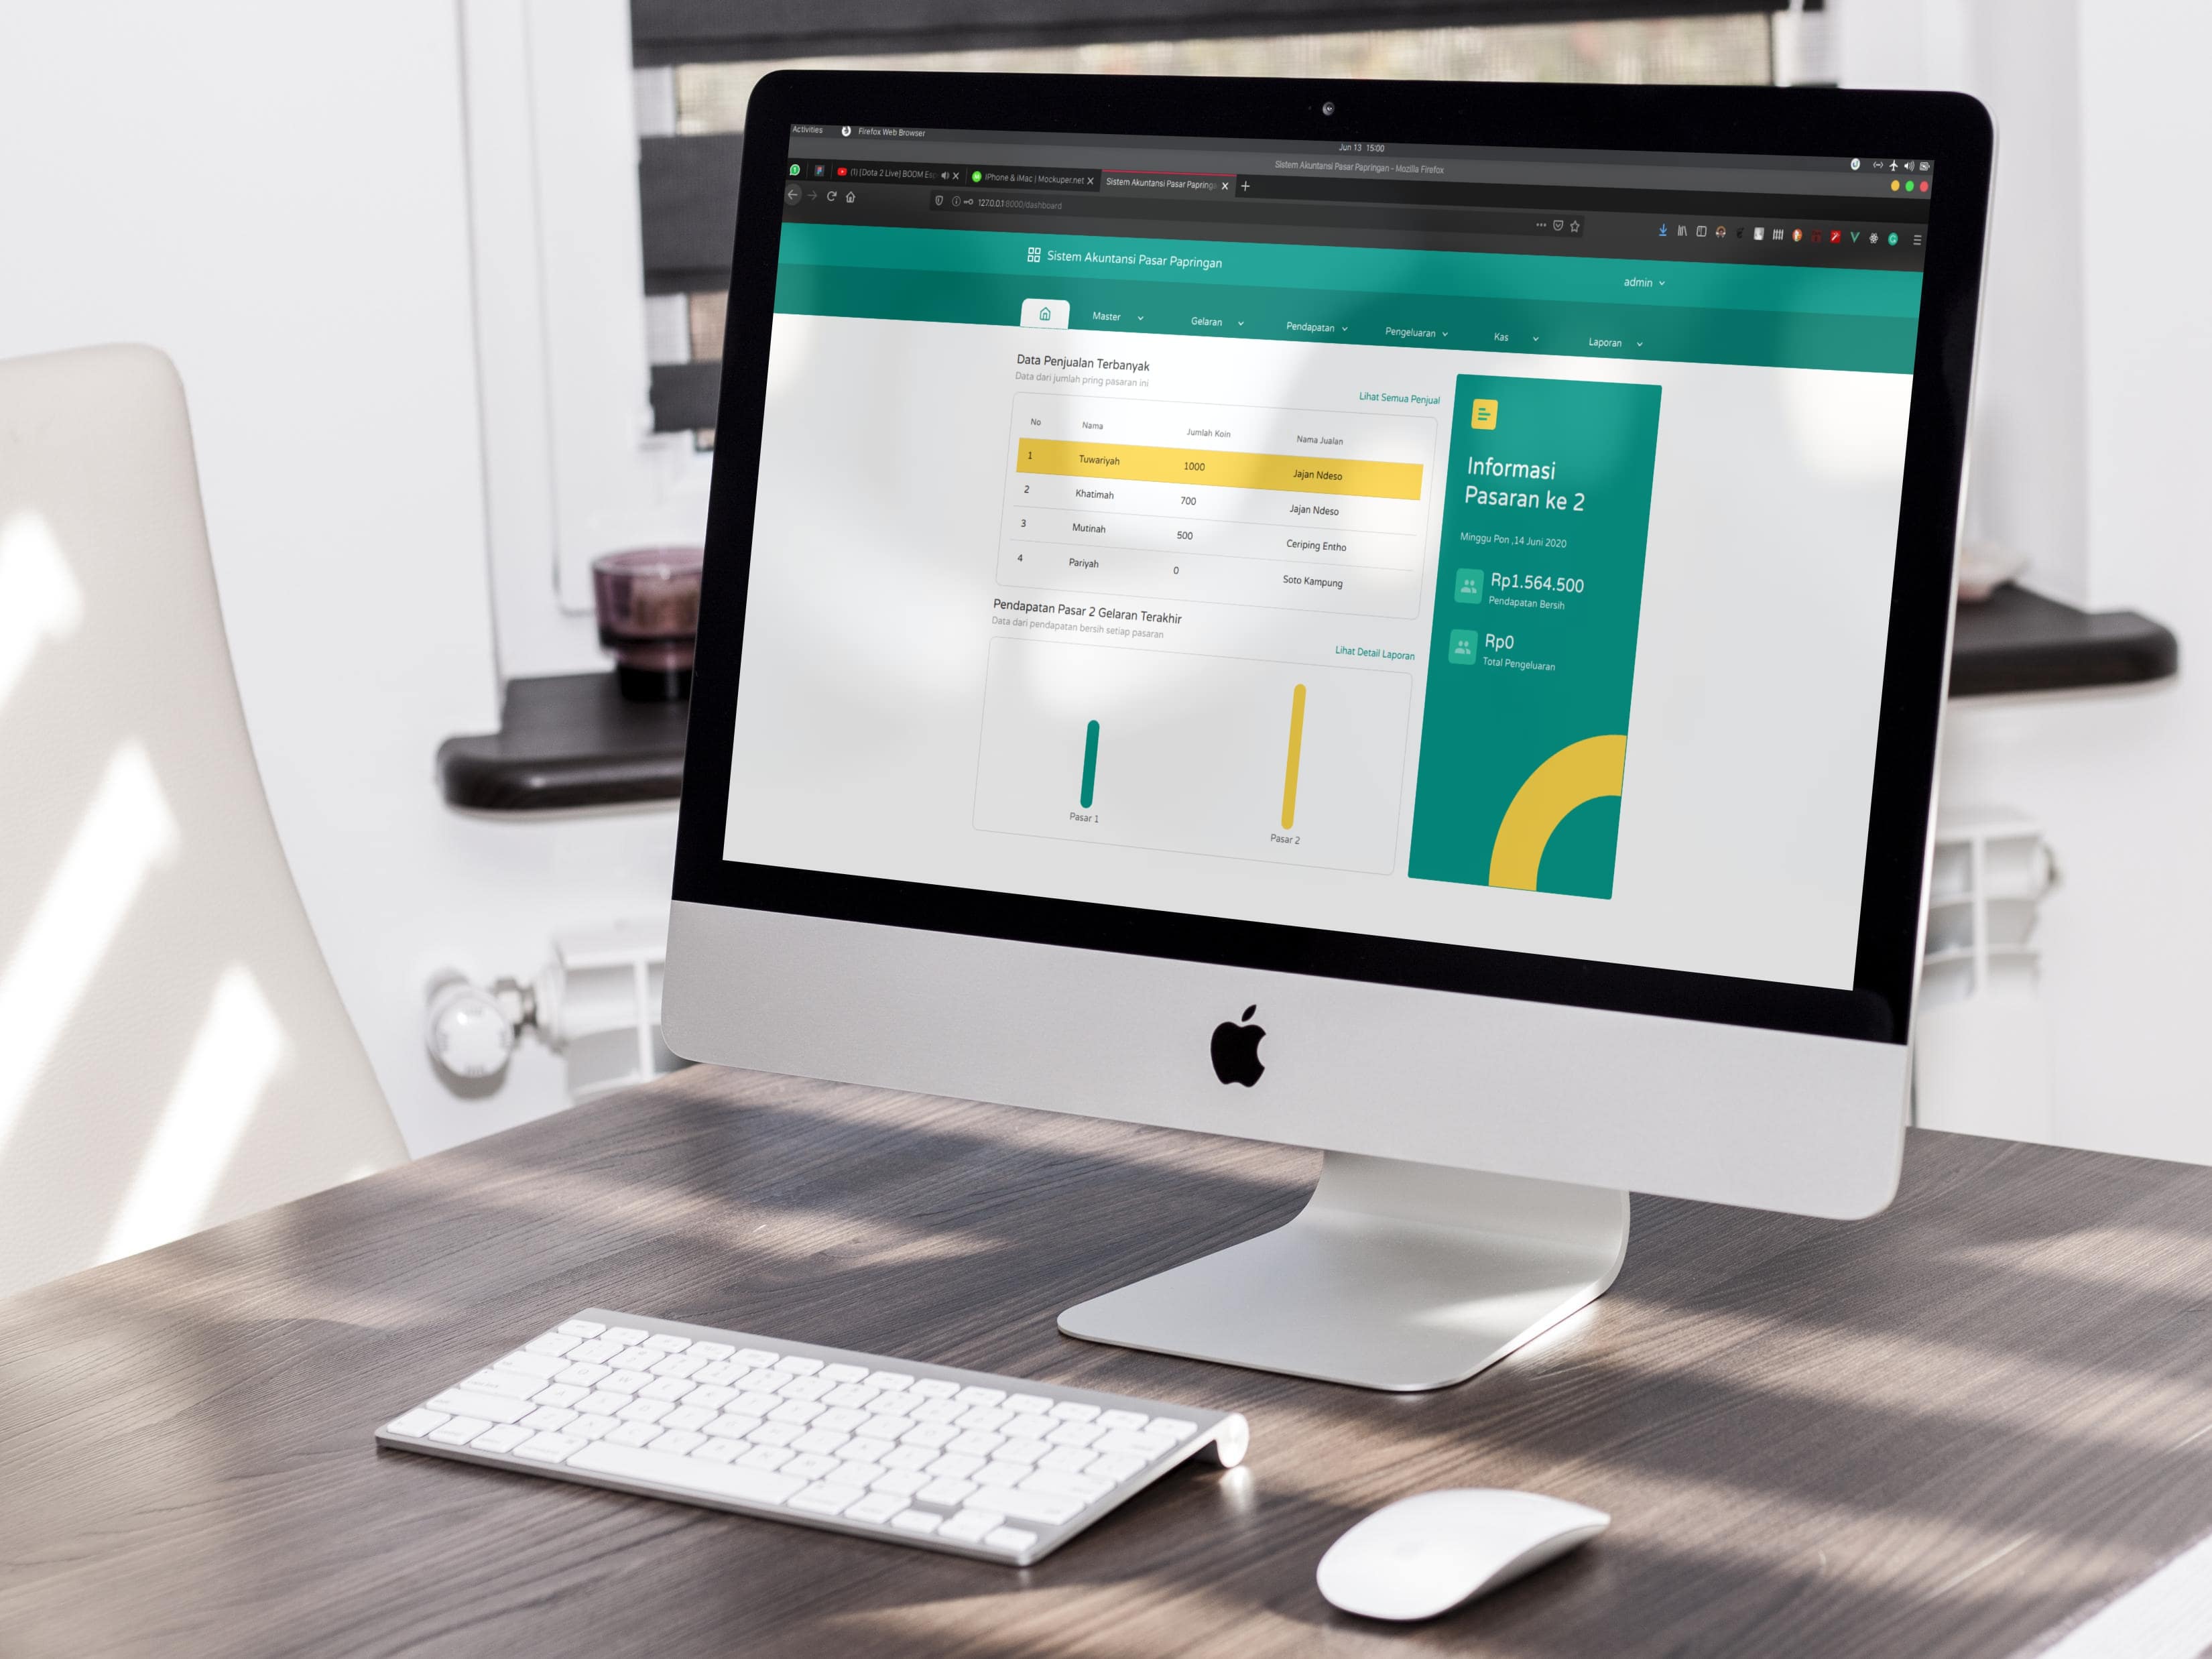 Activities
Firefox Web Browser
Jun 13 15:00
Sistem Akuntansi Pasar Papringan - Mozilla Firefox
(1) [Dota 2 Live] BOOM Es
iPhone & iMac | Mockuper.net
Sistem Akuntansi Pasar Papringa
127.0.0.1:8000/dashboard
Sistem Akuntansi Pasar Papringan
admin
Master
Gelaran
Pendapatan
Pengeluaran
Kas
Laporan
Data Penjualan Terbanyak
Data dari jumlah pring pasaran ini
Lihat Semua Penjual
No Nama Jumlah Koin Nama Jualan
1 Tuwariyah 1000 Jajan Ndeso
2 Khatimah 700 Jajan Ndeso
3 Mutinah 500 Ceriping Entho
4 Pariyah 0 Soto Kampung
Pendapatan Pasar 2 Gelaran Terakhir
Data dari pendapatan bersih setiap pasaran
Lihat Detail Laporan
Pasar 1
Pasar 2
Informasi
Pasaran ke 2
Minggu Pon ,14 Juni 2020
Rp1.564.500
Pendapatan Bersih
Rp0
Total Pengeluaran